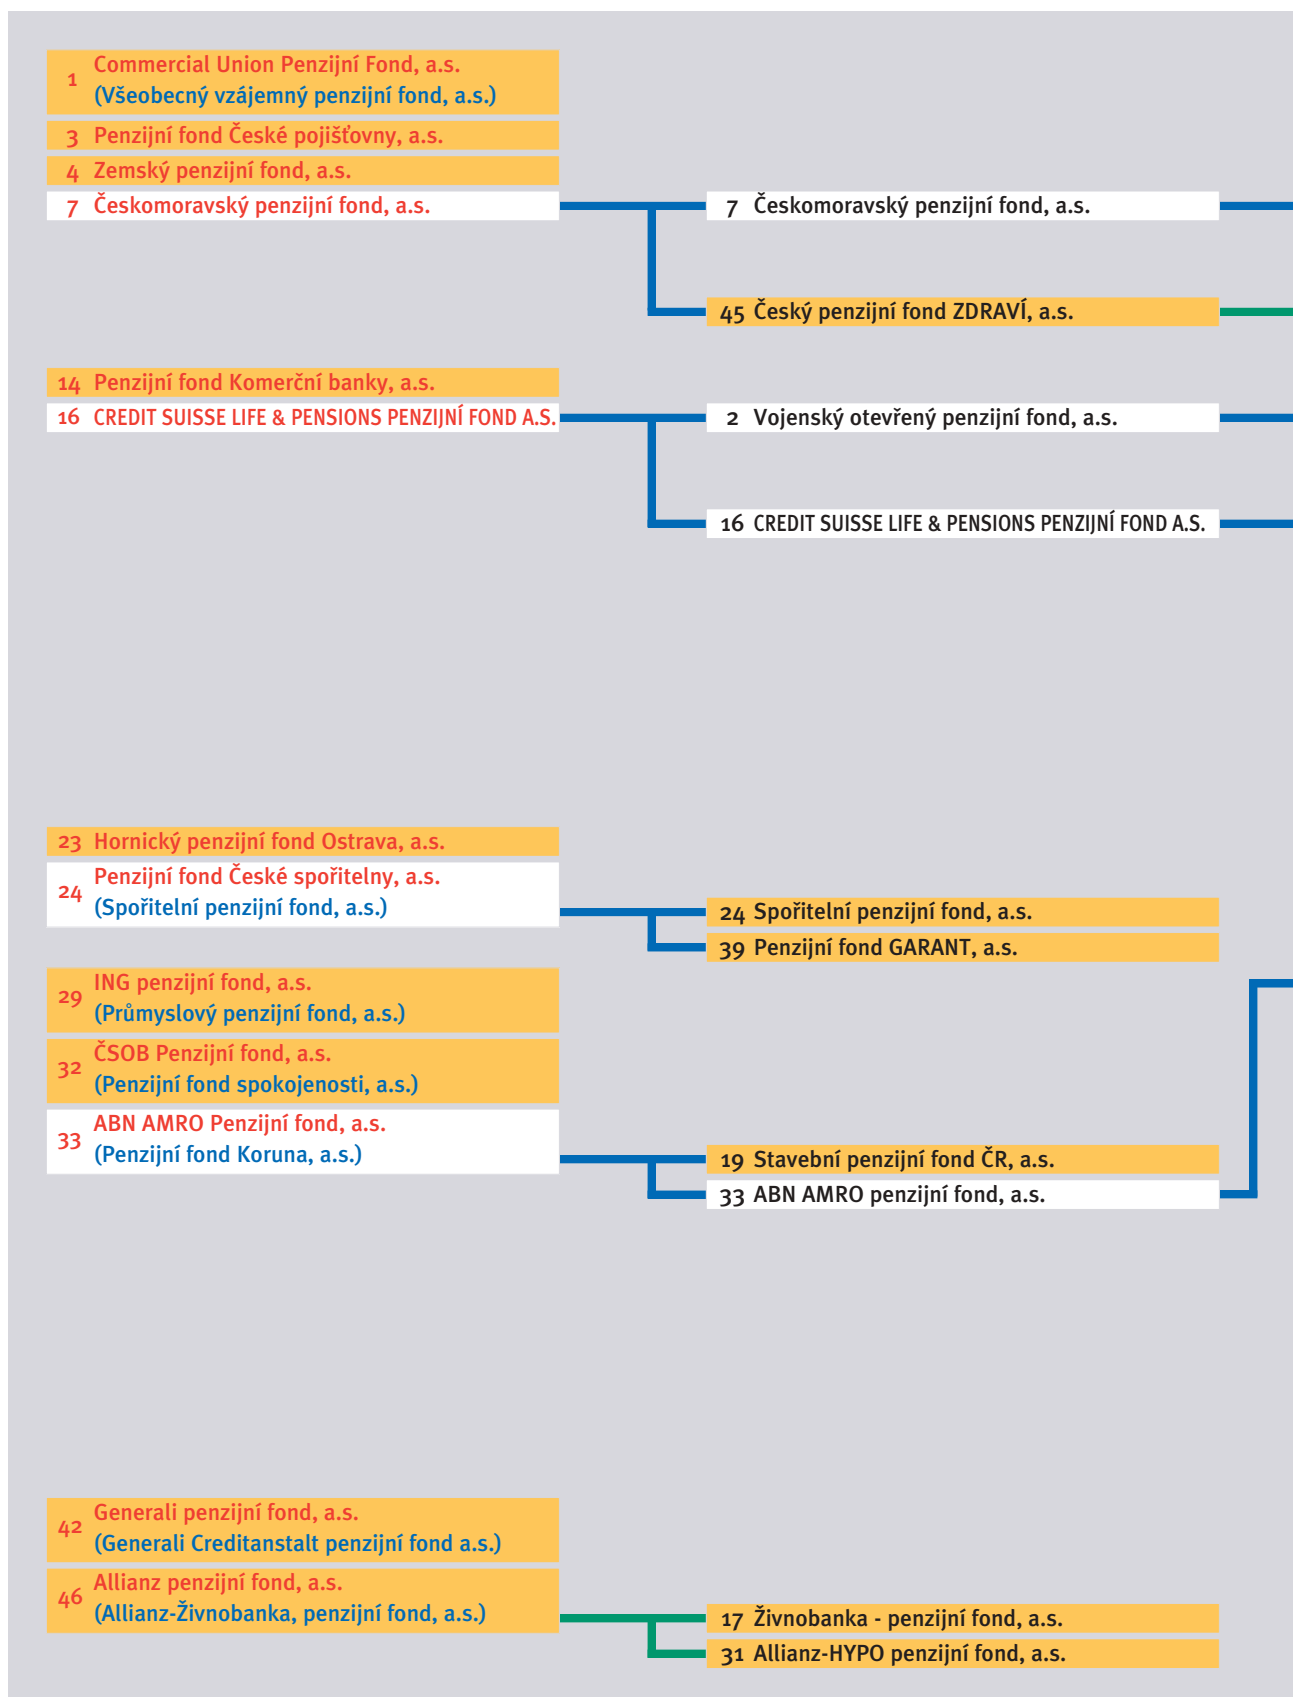 1 Commercial Union Penzijní Fond, a.s.
(Všeobecný vzájemný penzijní fond, a.s.)
3 Penzijní fond České pojišťovny, a.s.
4 Zemský penzijní fond, a.s.
7 Českomoravský penzijní fond, a.s.
7 Českomoravský penzijní fond, a.s.
45 Český penzijní fond ZDRAVÍ, a.s.
14 Penzijní fond Komerční banky, a.s.
16 CREDIT SUISSE LIFE & PENSIONS PENZIJNÍ FOND A.S.
2 Vojenský otevřený penzijní fond, a.s.
16 CREDIT SUISSE LIFE & PENSIONS PENZIJNÍ FOND A.S.
23 Hornický penzijní fond Ostrava, a.s.
24 Penzijní fond České spořitelny, a.s.
(Spořitelní penzijní fond, a.s.)
24 Spořitelní penzijní fond, a.s.
39 Penzijní fond GARANT, a.s.
29 ING penzijní fond, a.s.
(Průmyslový penzijní fond, a.s.)
32 ČSOB Penzijní fond, a.s.
(Penzijní fond spokojenosti, a.s.)
33 ABN AMRO Penzijní fond, a.s.
(Penzijní fond Koruna, a.s.)
19 Stavební penzijní fond ČR, a.s.
33 ABN AMRO penzijní fond, a.s.
42 Generali penzijní fond, a.s.
(Generali Creditanstalt penzijní fond a.s.)
46 Allianz penzijní fond, a.s.
(Allianz-Živnobanka, penzijní fond, a.s.)
17 Živnobanka - penzijní fond, a.s.
31 Allianz-HYPO penzijní fond, a.s.